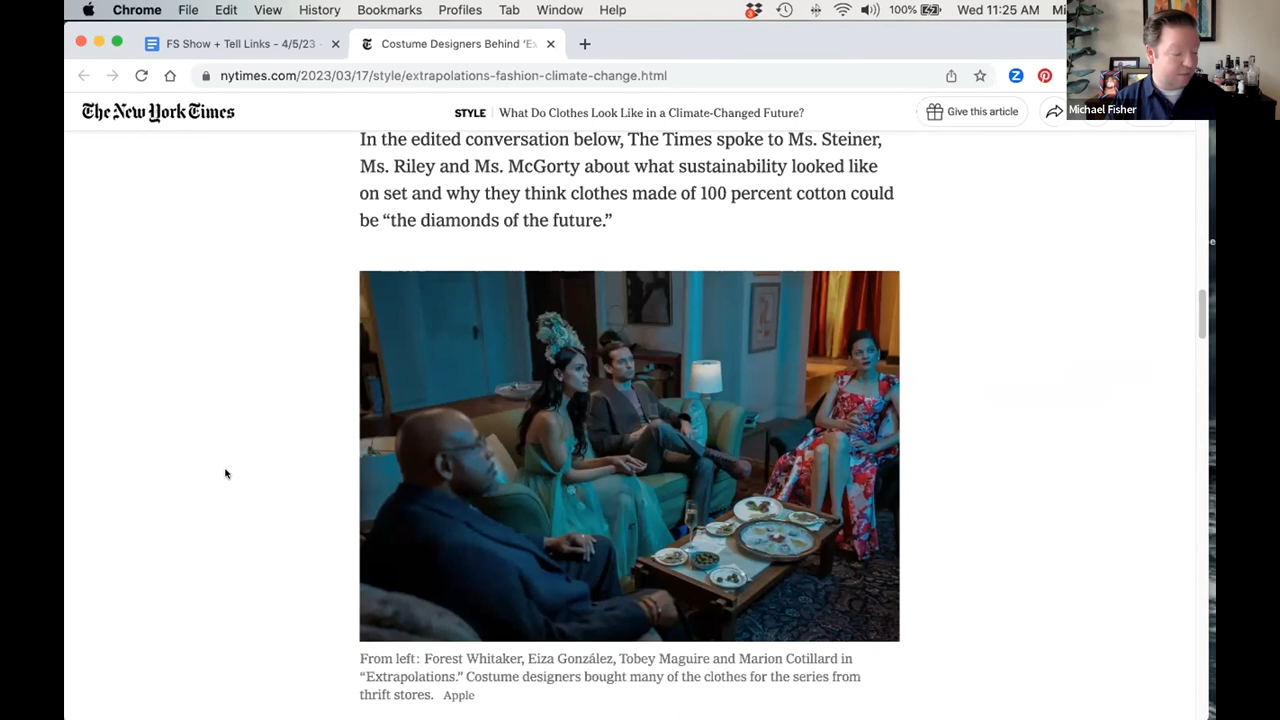 Chrome File Edit View History Bookmarks Profiles Tab Window Help 100% Wed 11:25 AM Mi
FS Show + Tell Links - 4/5/23 Costume Designers Behind 'Ex
nytimes.com/2023/03/17/style/extrapolations-fashion-climate-change.html
Michael Fisher
The New York Times STYLE What Do Clothes Look Like in a Climate-Changed Future? Give this article
In the edited conversation below, The Times spoke to Ms. Steiner,
Ms. Riley and Ms. McGorty about what sustainability looked like
on set and why they think clothes made of 100 percent cotton could
be “the diamonds of the future.”
From left: Forest Whitaker, Eiza González, Tobey Maguire and Marion Cotillard in
“Extrapolations.” Costume designers bought many of the clothes for the series from
thrift stores. Apple